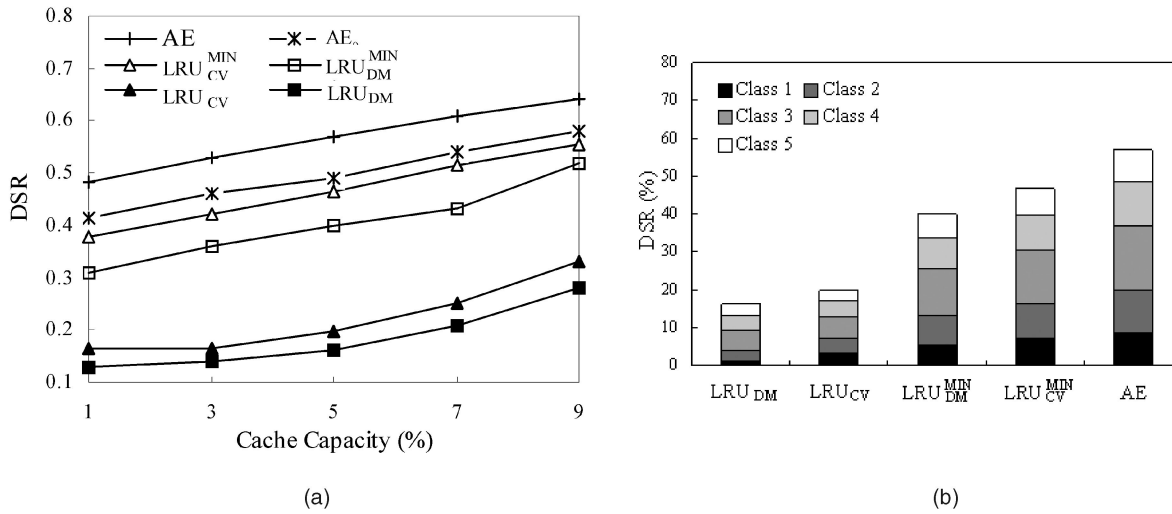 0.8
0.7
0.6
0.5
0.4
0.3
0.2
0.1
DSR
AE
LRU MIN CV
LRU CV
AE
LRU MIN DM
LRU DM
1 3 5 7 9
Cache Capacity (%)
(a)
80
70
60
50
40
30
20
10
0
DSR (%)
Class 1 Class 2
Class 3 Class 4
Class 5
LRU DM LRU CV LRU MIN DM LRU MIN CV AE
(b)